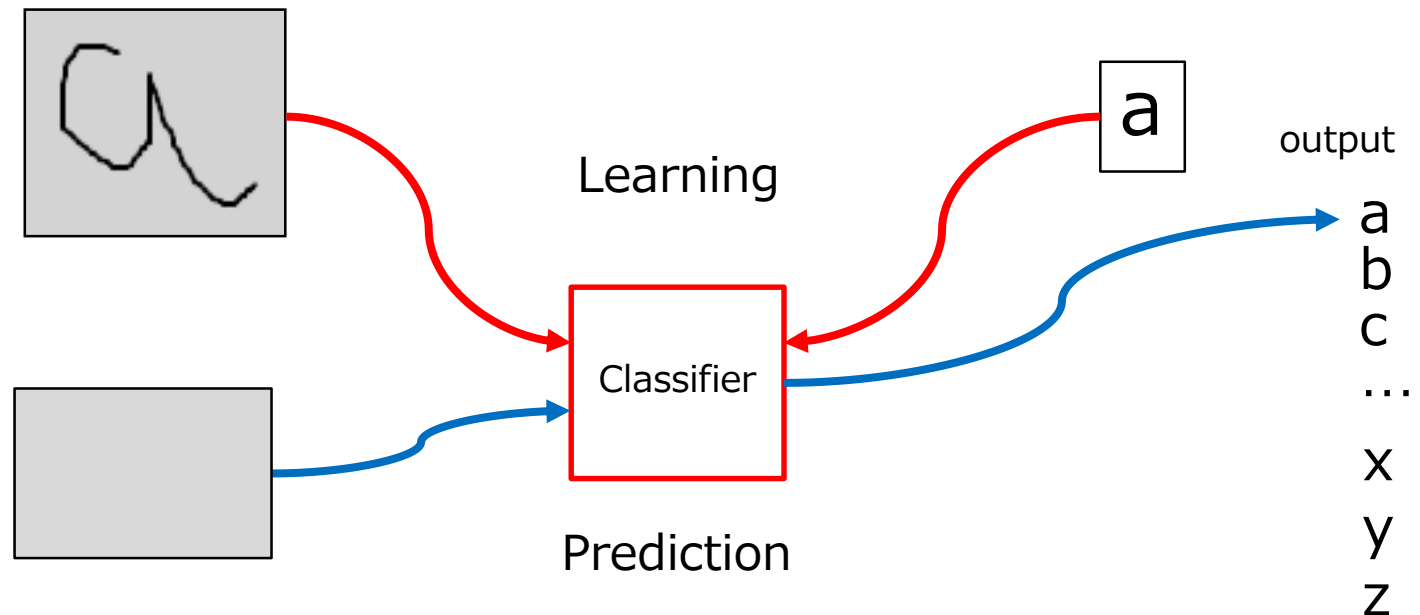 a
a
output
Learning
a
b
c
Classifier
...
x
Prediction
y
z